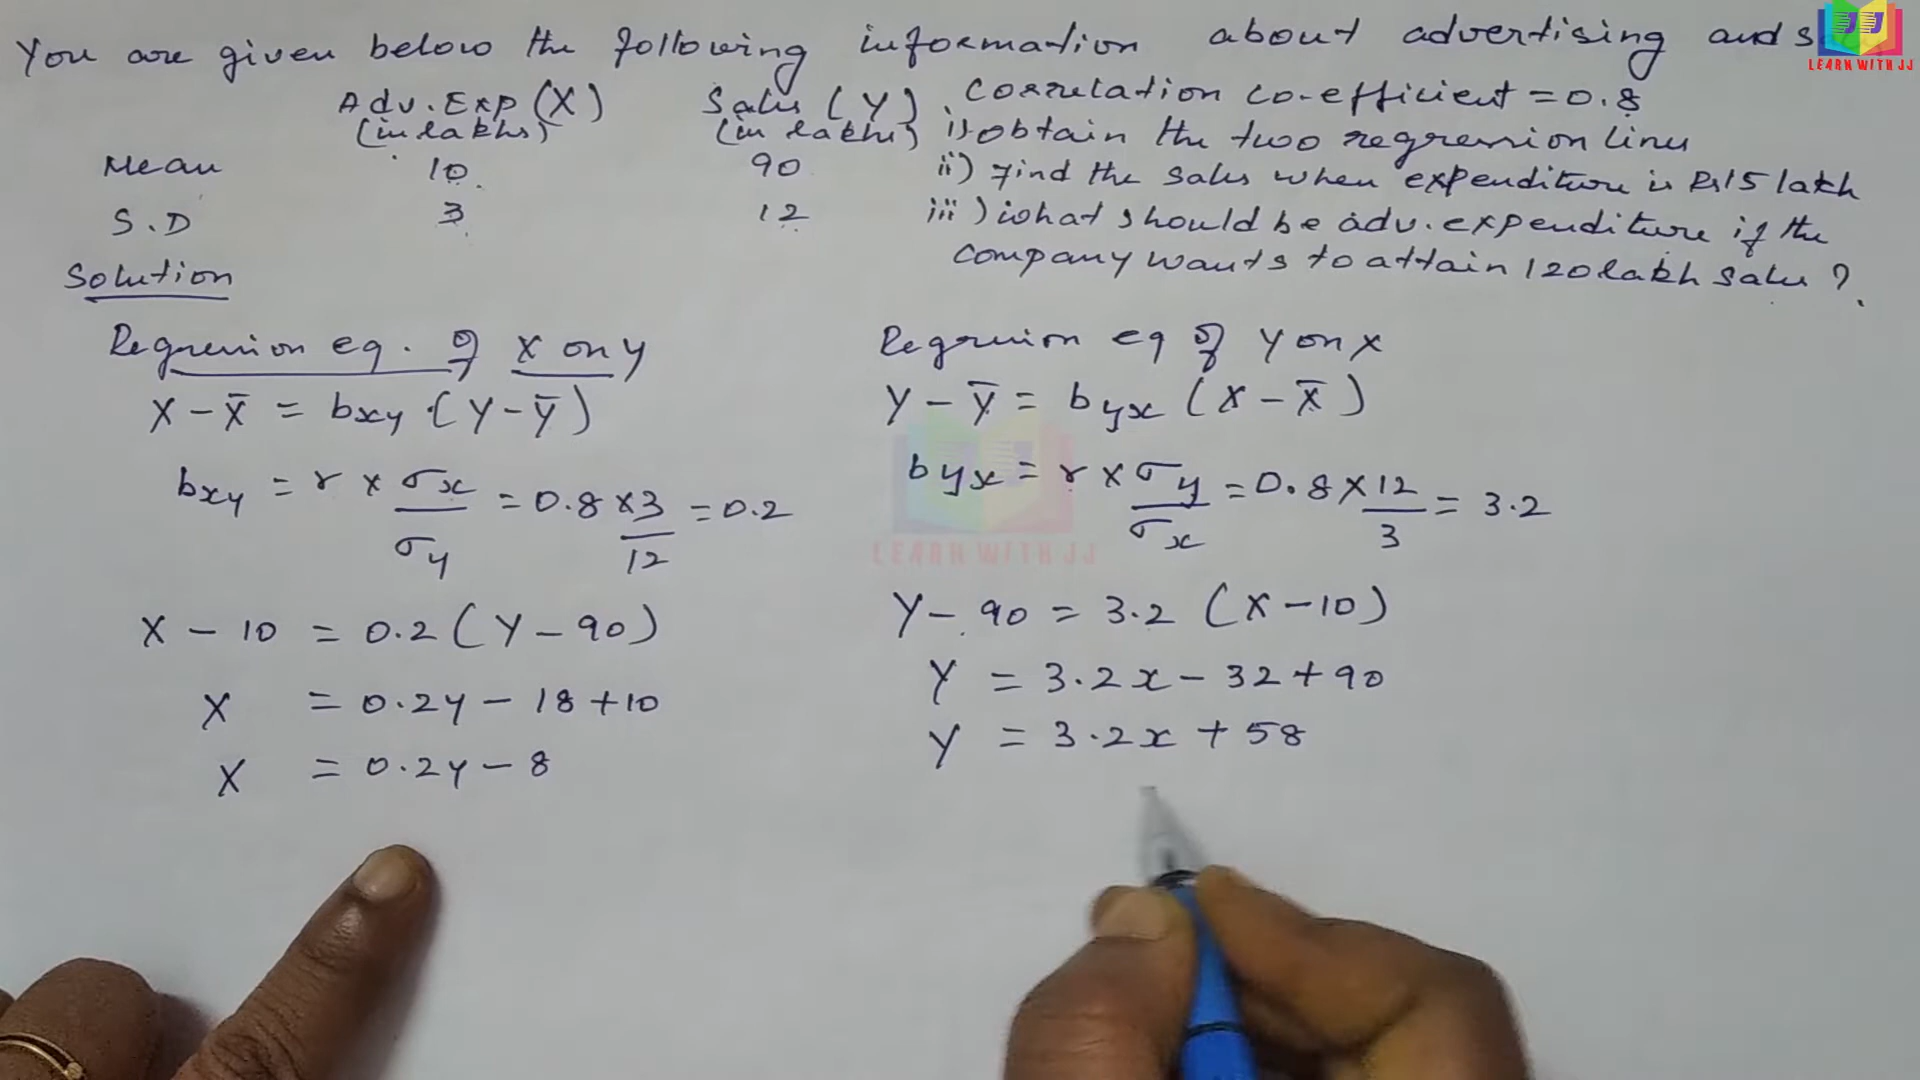 You are given below the following information about advertising and
Adv. Exp (X) Sales (Y). Correlation co-efficient = 0.8
(in lakhs) (in lakhs) i) obtain the two regression lines
Mean 10 90 ii) Find the sales when expenditure is Rs15 lakh
S.D 3 12 iii) what should be adv. expenditure if the
company wants to attain 120 lakh sales?
Solution
Regression eq. of X on y
X - x̄ = bxy (Y - ȳ)
bxy = r × σx/σy = 0.8 × 3/12 = 0.2
X - 10 = 0.2 (Y - 90)
X = 0.2y - 18 + 10
X = 0.2y - 8
Regression eq of Y on X
Y - ȳ = byx (X - x̄)
byx = r × σy/σx = 0.8 × 12/3 = 3.2
Y - 90 = 3.2 (X - 10)
Y = 3.2x - 32 + 90
Y = 3.2x + 58
LEARN WITH JJ
LEARN WITH JJ